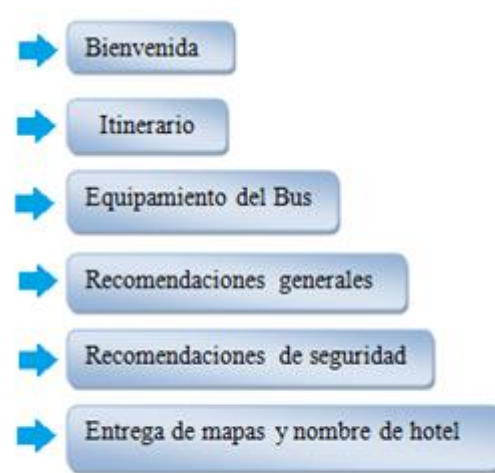 Bienvenida
Itinerario
Equipamiento del Bus
Recomendaciones generales
Recomendaciones de seguridad
Entrega de mapas y nombre de hotel